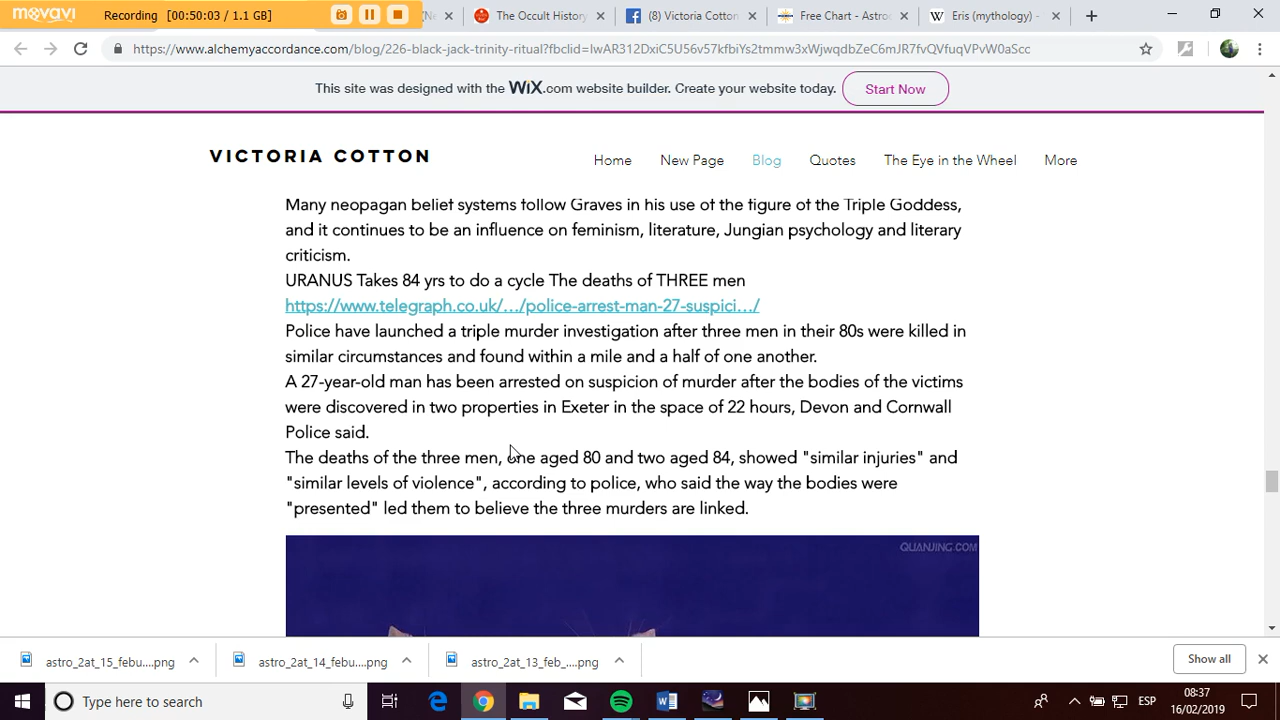 movavi Recording [00:50:03 / 1.1 GB]
The Occult History
(8) Victoria Cotton
Free Chart - Astro
W Eris (mythology) -
https://www.alchemyaccordance.com/blog/226-black-jack-trinity-ritual?fbclid=IwAR312DxiC5U56v57kfbiYs2tmmw3xWjwqdbZeC6mJR7fvQVfuqVPvW0aScc
This site was designed with the WiX.com website builder. Create your website today. Start Now
VICTORIA COTTON
Home New Page Blog Quotes The Eye in the Wheel More
Many neopagan belief systems follow Graves in his use of the figure of the Triple Goddess,
and it continues to be an influence on feminism, literature, Jungian psychology and literary
criticism.
URANUS Takes 84 yrs to do a cycle The deaths of THREE men
https://www.telegraph.co.uk/…/police-arrest-man-27-suspici…/
Police have launched a triple murder investigation after three men in their 80s were killed in
similar circumstances and found within a mile and a half of one another.
A 27-year-old man has been arrested on suspicion of murder after the bodies of the victims
were discovered in two properties in Exeter in the space of 22 hours, Devon and Cornwall
Police said.
The deaths of the three men, one aged 80 and two aged 84, showed "similar injuries" and
"similar levels of violence", according to police, who said the way the bodies were
"presented" led them to believe the three murders are linked.
QUANJING.COM
astro_2at_15_febu....png
astro_2at_14_febu....png
astro_2at_13_feb_....png
Show all
Type here to search
ESP
08:37
16/02/2019